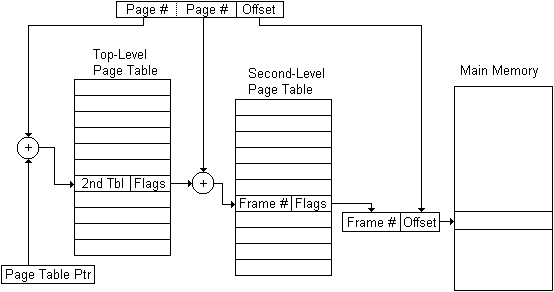 Page # Page # Offset
Top-Level
Page Table
Second-Level
Page Table
Main Memory
+
2nd Tbl Flags
+
Frame # Flags
Frame # Offset
Page Table Ptr